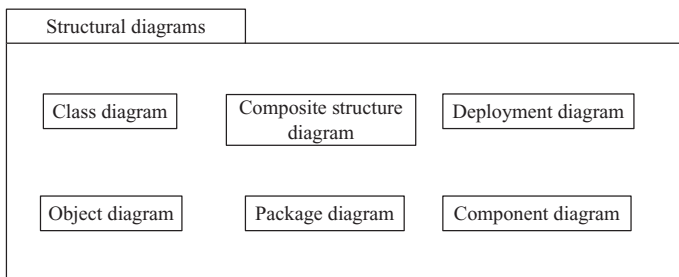 Structural diagrams
Class diagram
Composite structure
diagram
Deployment diagram
Object diagram
Package diagram
Component diagram